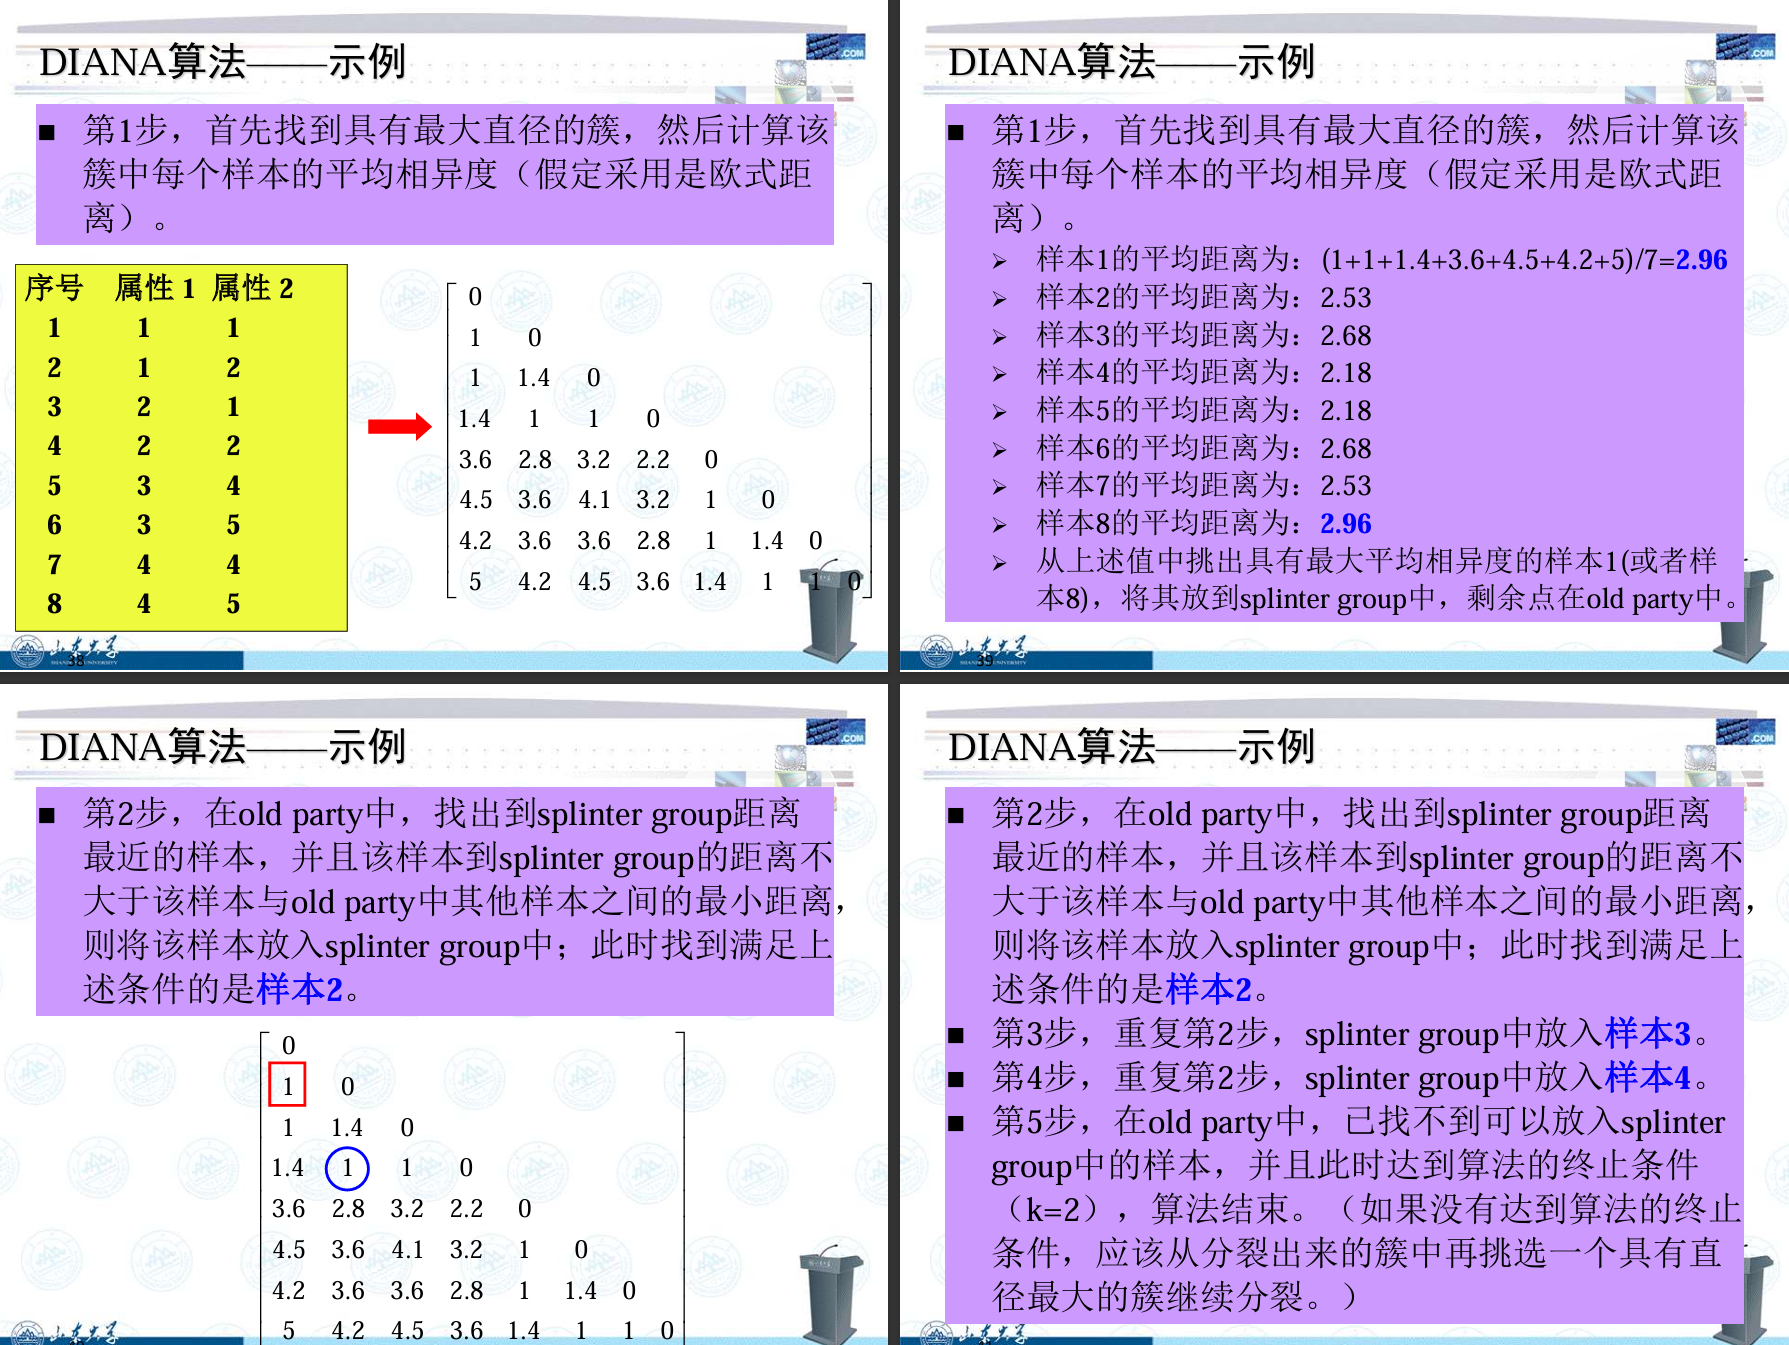 DIANA算法——示例
■ 第1步，首先找到具有最大直径的簇，然后计算该
簇中每个样本的平均相异度（假定采用是欧式距
离）。
序号 属性 1 属性 2
1 1 1
2 1 2
3 2 1
4 2 2
5 3 4
6 3 5
7 4 4
8 4 5
0
1 0
1 1.4 0
1.4 1 1 0
3.6 2.8 3.2 2.2 0
4.5 3.6 4.1 3.2 1 0
4.2 3.6 3.6 2.8 1 1.4 0
5 4.2 4.5 3.6 1.4 1 1 0
山东大学
SHANDONG UNIVERSITY
38
.COM
DIANA算法——示例
■ 第1步，首先找到具有最大直径的簇，然后计算该
簇中每个样本的平均相异度（假定采用是欧式距
离）。
➢ 样本1的平均距离为：(1+1+1.4+3.6+4.5+4.2+5)/7=2.96
➢ 样本2的平均距离为：2.53
➢ 样本3的平均距离为：2.68
➢ 样本4的平均距离为：2.18
➢ 样本5的平均距离为：2.18
➢ 样本6的平均距离为：2.68
➢ 样本7的平均距离为：2.53
➢ 样本8的平均距离为：2.96
➢ 从上述值中挑出具有最大平均相异度的样本1(或者样
本8)，将其放到splinter group中，剩余点在old party中。
山东大学
SHANDONG UNIVERSITY
39
.COM
DIANA算法——示例
■ 第2步，在old party中，找出到splinter group距离
最近的样本，并且该样本到splinter group的距离不
大于该样本与old party中其他样本之间的最小距离，
则将该样本放入splinter group中；此时找到满足上
述条件的是样本2。
0
1 0
1 1.4 0
1.4 1 1 0
3.6 2.8 3.2 2.2 0
4.5 3.6 4.1 3.2 1 0
4.2 3.6 3.6 2.8 1 1.4 0
5 4.2 4.5 3.6 1.4 1 1 0
山东大学
.COM
DIANA算法——示例
■ 第2步，在old party中，找出到splinter group距离
最近的样本，并且该样本到splinter group的距离不
大于该样本与old party中其他样本之间的最小距离，
则将该样本放入splinter group中；此时找到满足上
述条件的是样本2。
■ 第3步，重复第2步，splinter group中放入样本3。
■ 第4步，重复第2步，splinter group中放入样本4。
■ 第5步，在old party中，已找不到可以放入splinter
group中的样本，并且此时达到算法的终止条件
（k=2），算法结束。（如果没有达到算法的终止
条件，应该从分裂出来的簇中再挑选一个具有直
径最大的簇继续分裂。）
山东大学
.COM